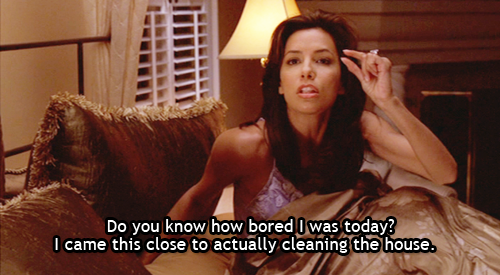 Do you know how bored I was today?
I came this close to actually cleaning the house.